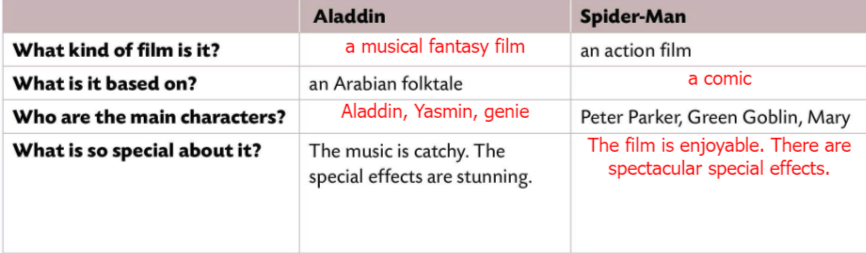 Aladdin Spider-Man
What kind of film is it? a musical fantasy film an action film
What is it based on? an Arabian folktale a comic
Who are the main characters? Aladdin, Yasmin, genie Peter Parker, Green Goblin, Mary
What is so special about it? The music is catchy. The The film is enjoyable. There are
special effects are stunning. spectacular special effects.